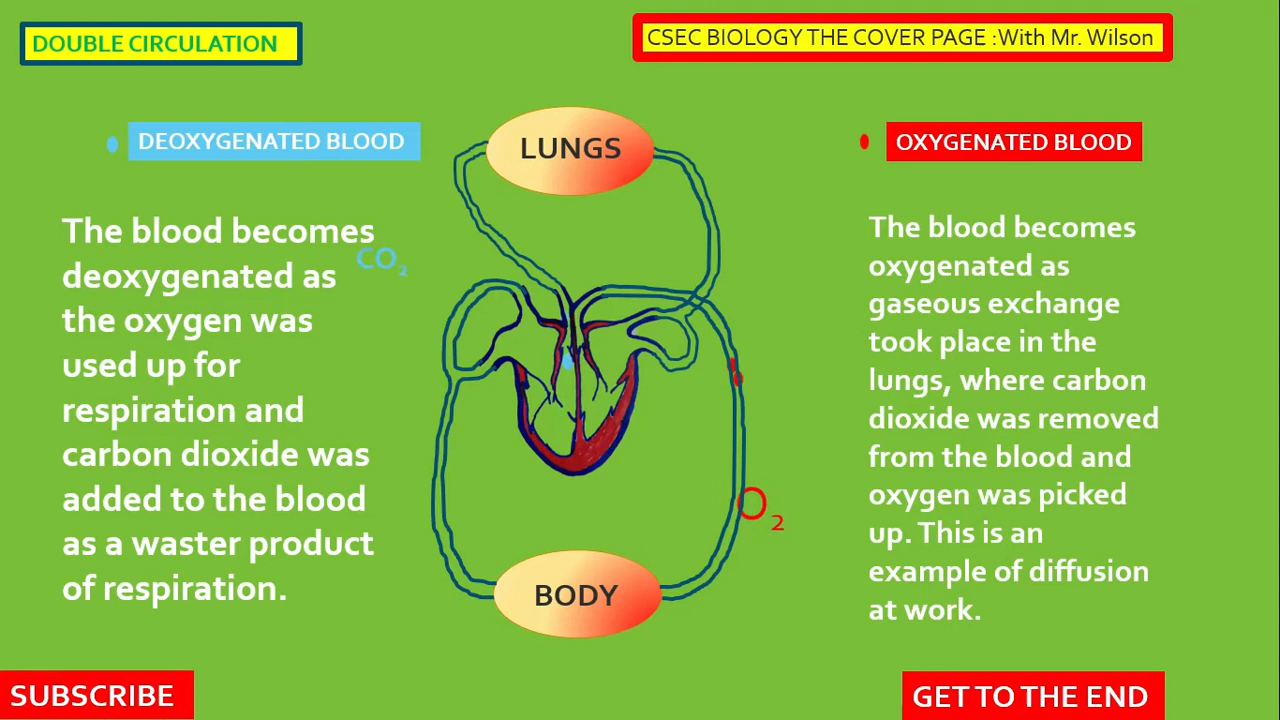 DOUBLE CIRCULATION
CSEC BIOLOGY THE COVER PAGE :With Mr. Wilson
DEOXYGENATED BLOOD
The blood becomes
deoxygenated as
the oxygen was
used up for
respiration and
carbon dioxide was
added to the blood
as a waster product
of respiration.
CO₂
LUNGS
O₂
BODY
OXYGENATED BLOOD
The blood becomes
oxygenated as
gaseous exchange
took place in the
lungs, where carbon
dioxide was removed
from the blood and
oxygen was picked
up. This is an
example of diffusion
at work.
SUBSCRIBE
GET TO THE END